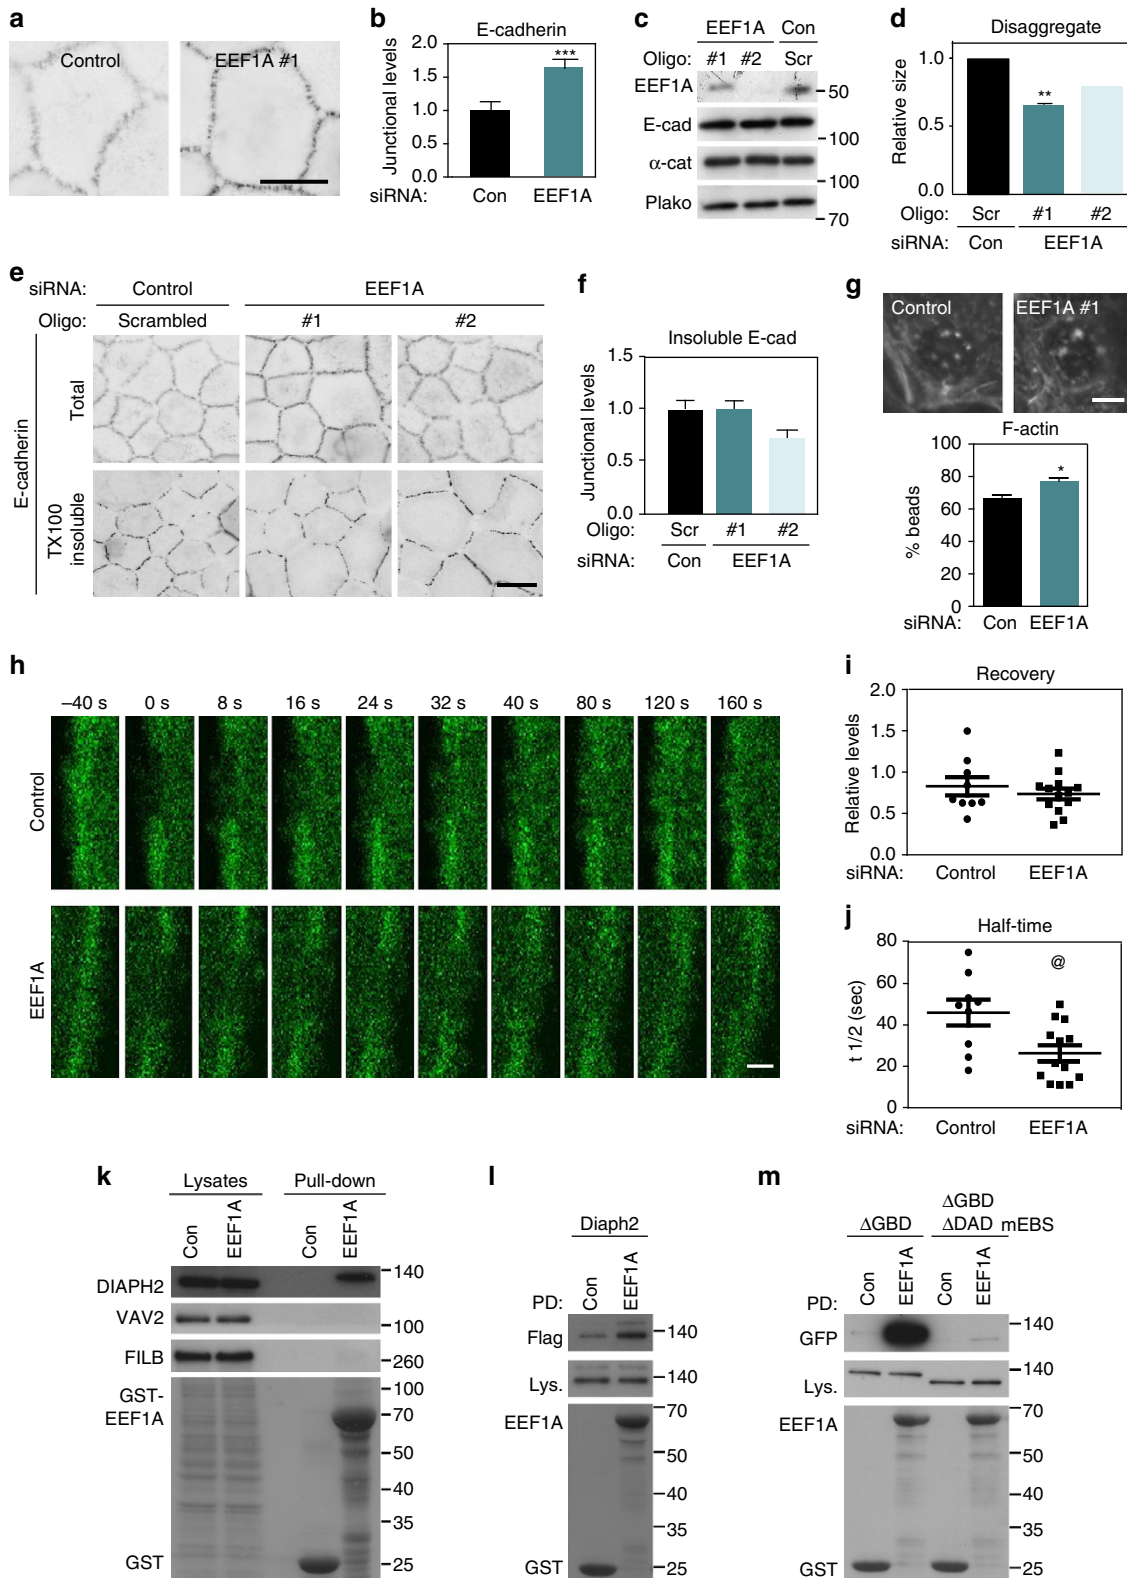 a
Control
EEF1A #1
b
E-cadherin
Junctional levels
2.0
1.5
1.0
0.5
0
***
siRNA: Con EEF1A
c
EEF1A Con
Oligo: #1 #2 Scr
EEF1A
50
E-cad
100
α-cat
100
Plako
70
d
Disaggregate
Relative size
1.0
0.5
0.0
**
Oligo: Scr #1 #2
siRNA: Con EEF1A
e
siRNA: Control EEF1A
Oligo: Scrambled #1 #2
E-cadherin
Total
TX100
insoluble
f
Insoluble E-cad
Junctional levels
1.5
1.0
0.5
0.0
Oligo: Scr #1 #2
siRNA: Con EEF1A
g
Control
EEF1A #1
F-actin
% beads
100
80
60
40
20
0
*
siRNA: Con EEF1A
h
–40 s 0 s 8 s 16 s 24 s 32 s 40 s 80 s 120 s 160 s
Control
EEF1A
i
Recovery
Relative levels
2.0
1.5
1.0
0.5
0.0
siRNA: Control EEF1A
j
Half-time
t 1/2 (sec)
80
60
40
20
0
@
siRNA: Control EEF1A
k
Lysates Pull-down
Con EEF1A Con EEF1A
DIAPH2
140
VAV2
100
FILB
260
GST-
EEF1A
100
70
50
40
35
25
GST
l
Diaph2
PD: Con EEF1A
Flag
140
Lys.
140
EEF1A
70
50
40
35
25
GST
m
ΔGBD
ΔGBD
ΔDAD mEBS
PD: Con EEF1A Con EEF1A
GFP
140
Lys.
140
EEF1A
70
50
40
35
25
GST